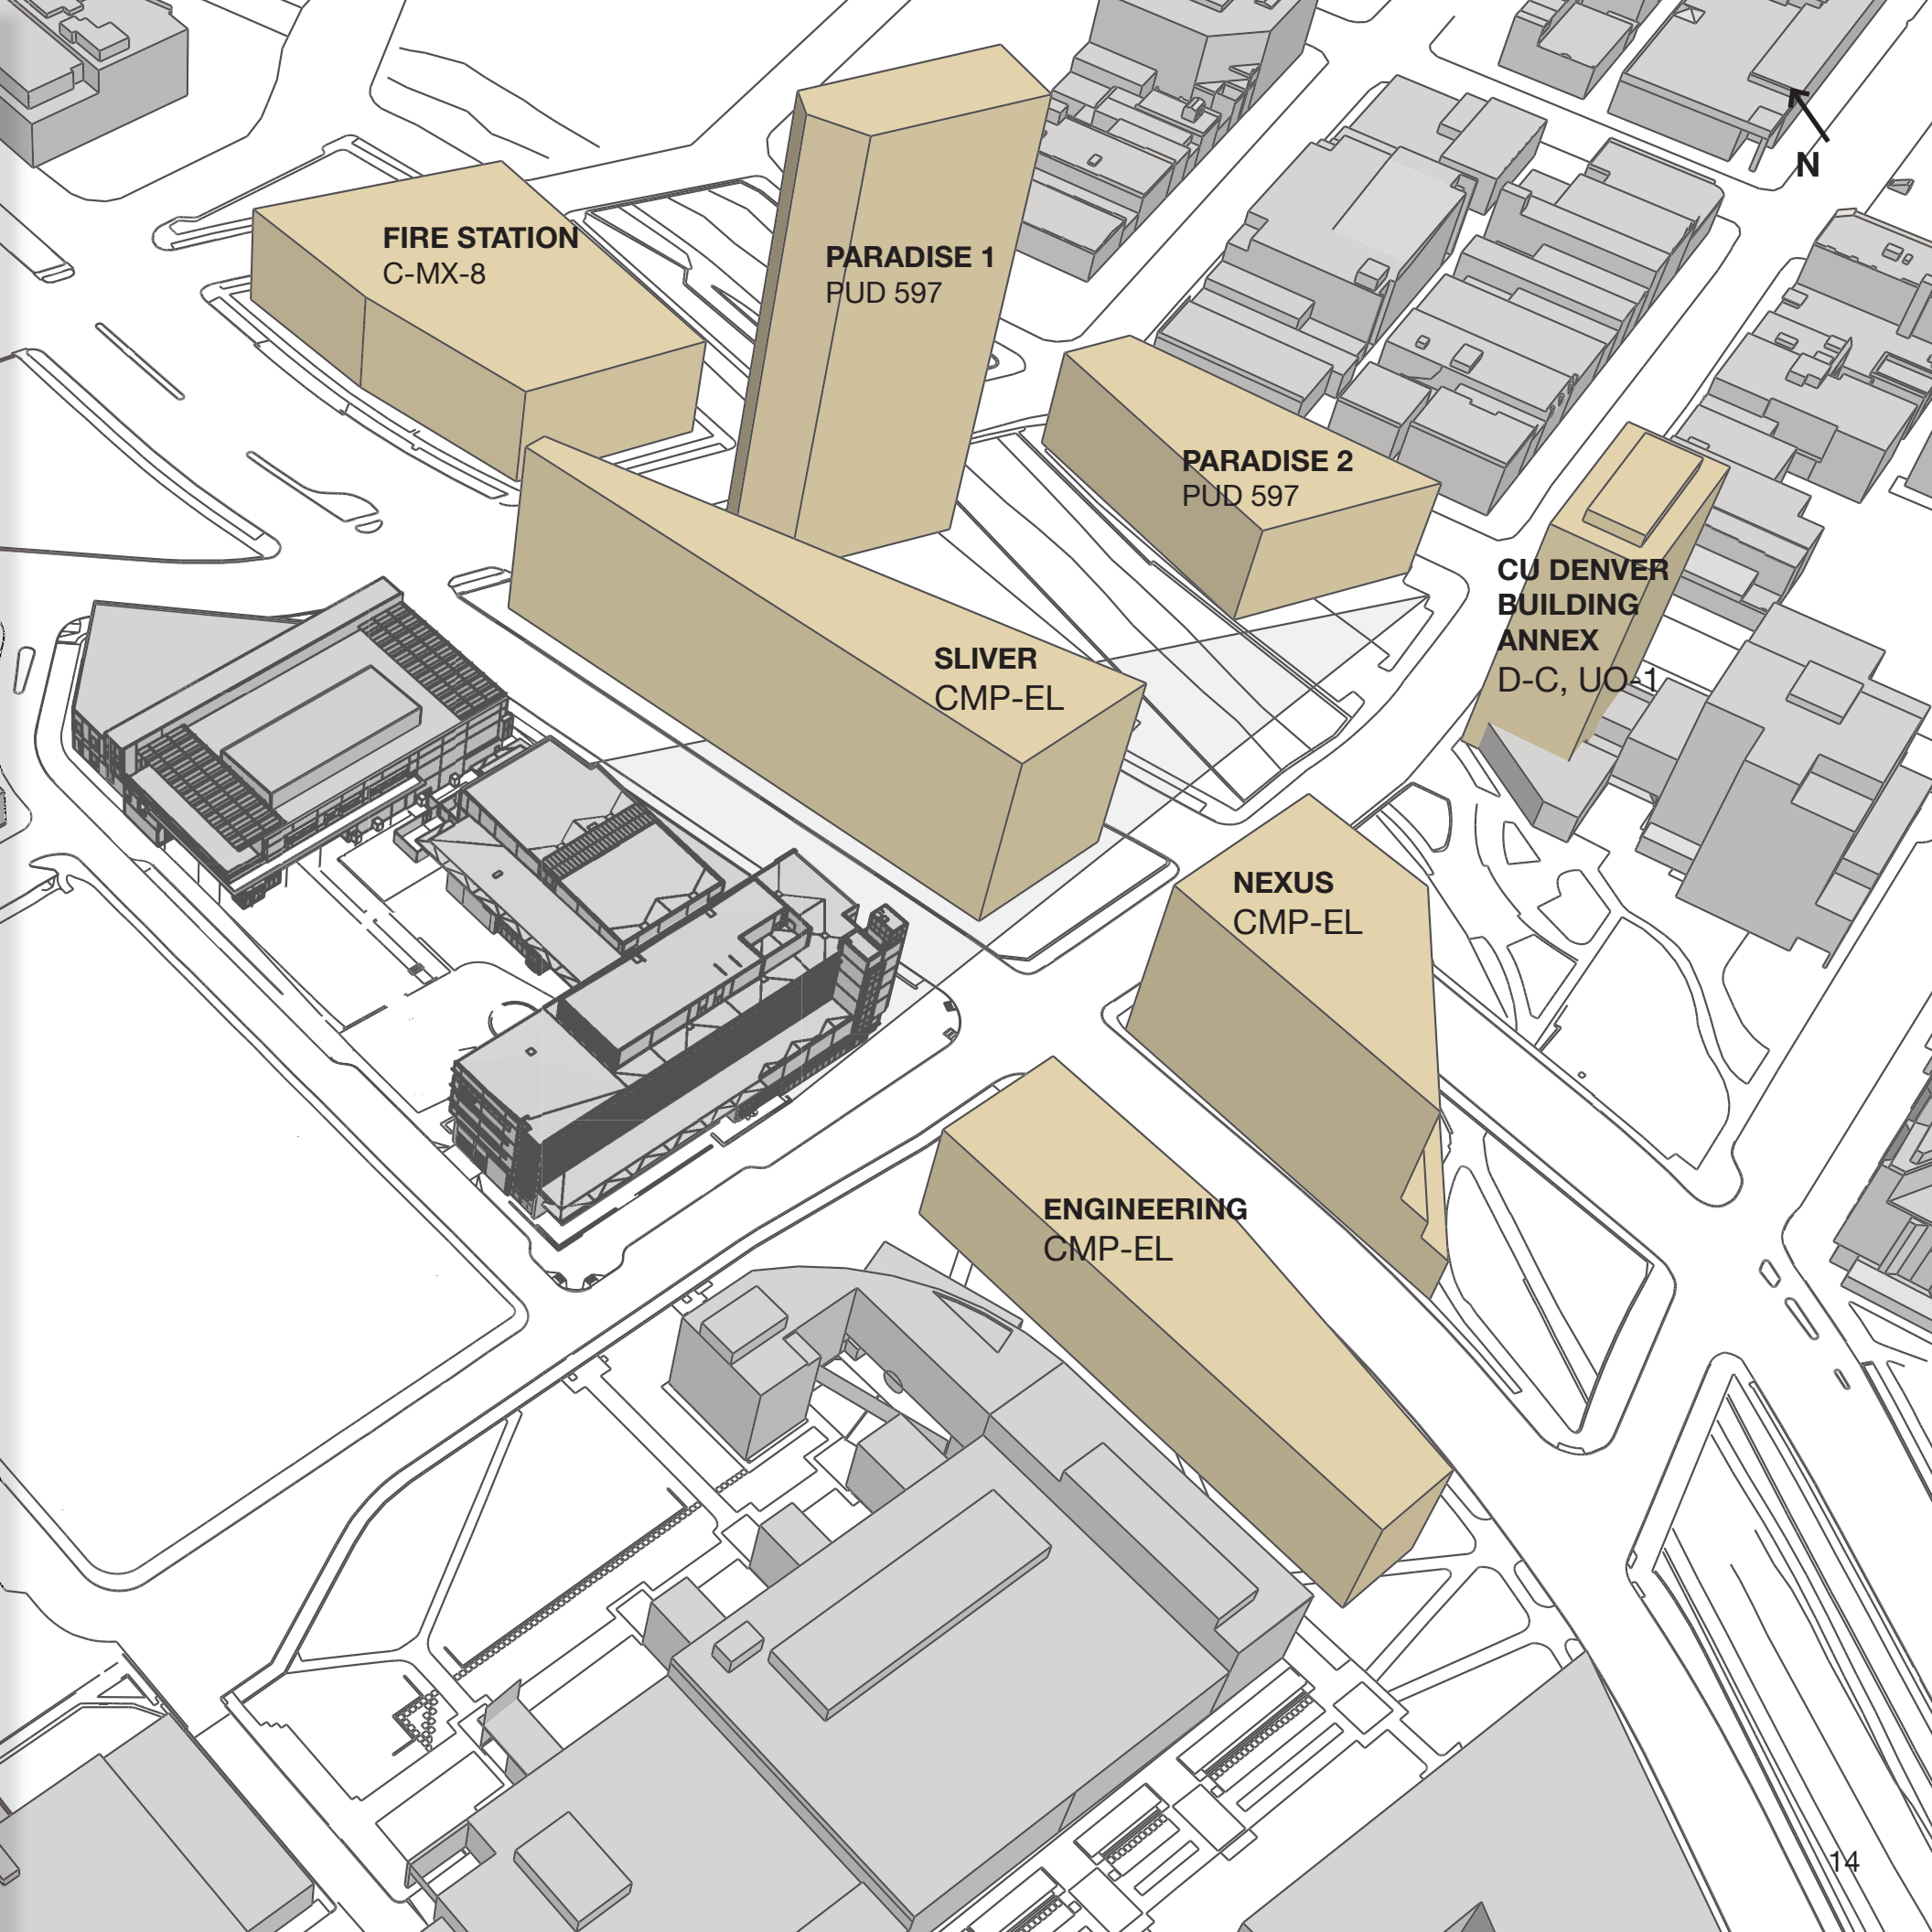 N
FIRE STATION
C-MX-8
PARADISE 1
PUD 597
PARADISE 2
PUD 597
CU DENVER
BUILDING
ANNEX
D-C, UO-1
SLIVER
CMP-EL
NEXUS
CMP-EL
ENGINEERING
CMP-EL
14